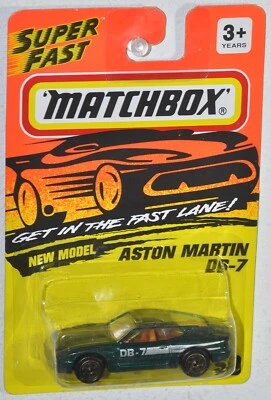 SUPER
FAST
3+
YEARS
'MATCHBOX'®
GET IN THE FAST LANE!
NEW MODEL
ASTON MARTIN
DB-7
DB-7